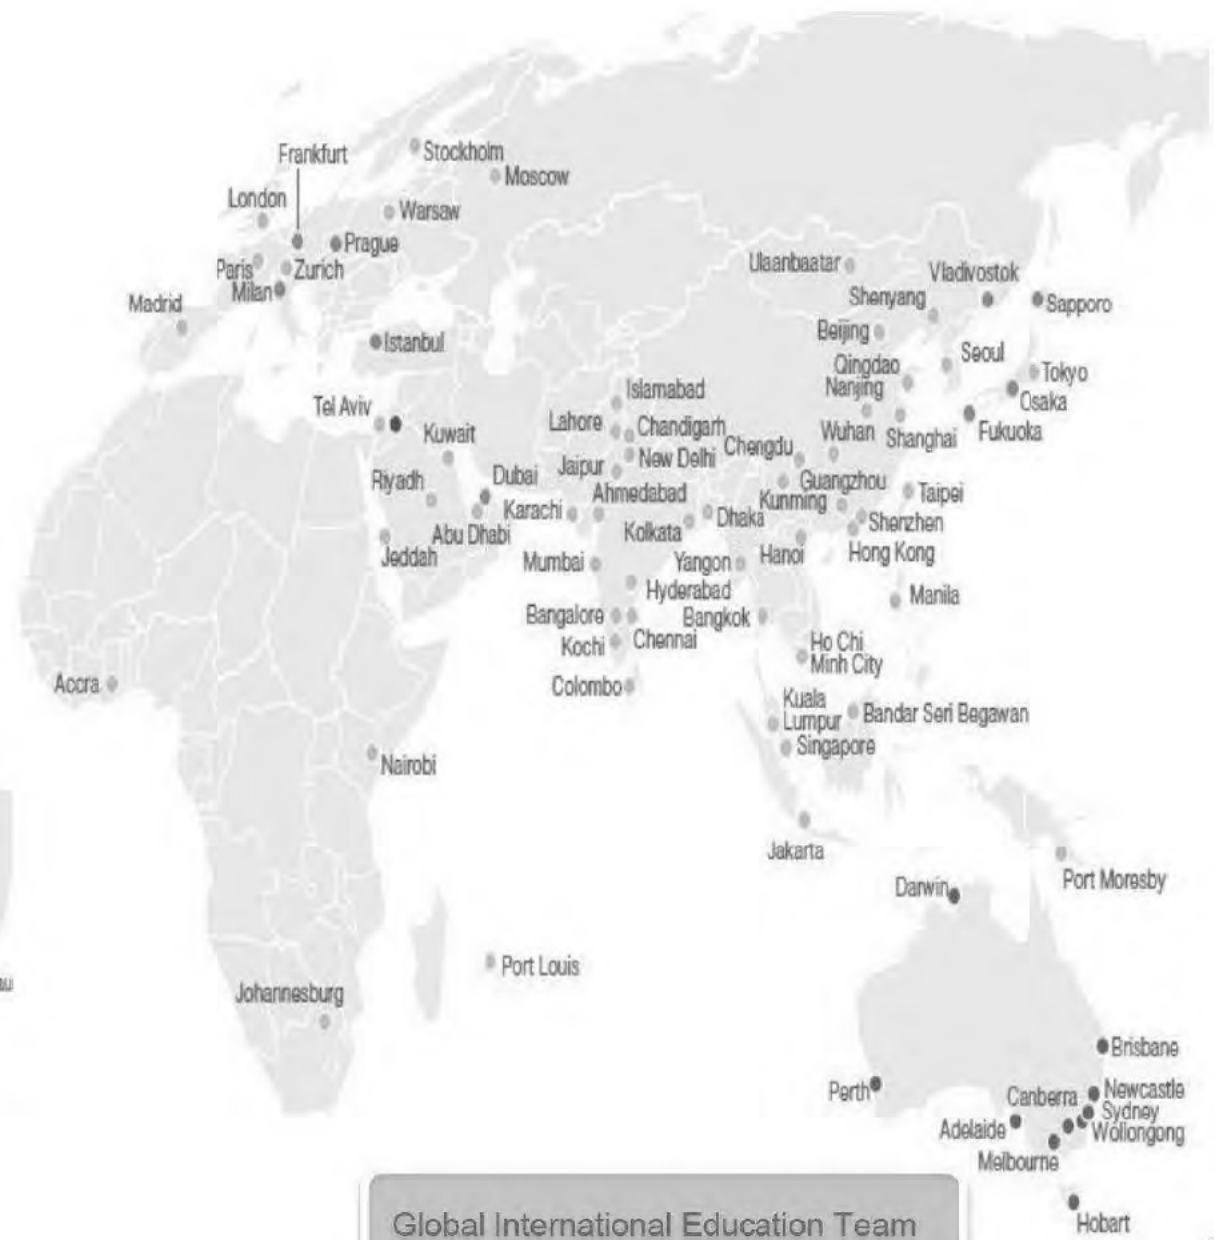 Frankfurt
Stockholm
Moscow
London
Warsaw
Prague
Paris
Zurich
Milan
Madrid
Istanbul
Ulaanbaatar
Vladivostok
Shenyang
Sapporo
Beijing
Seoul
Qingdao
Tokyo
Nanjing
Osaka
Islamabad
Tel Aviv
Lahore
Chandigarh
Kuwait
Chengdu
Wuhan
Shanghai
Fukuoka
New Delhi
Jaipur
Riyadh
Dubai
Guangzhou
Ahmedabad
Taipei
Kunming
Karachi
Dhaka
Shenzhen
Kolkata
Abu Dhabi
Hanoi
Hong Kong
Jeddah
Mumbai
Yangon
Hyderabad
Manila
Bangalore
Bangkok
Kochi
Chennai
Ho Chi
Minh City
Accra
Colombo
Kuala
Lumpur
Bandar Seri Begawan
Singapore
Nairobi
Jakarta
Port Moresby
Darwin
Port Louis
au
Johannesburg
Brisbane
Perth
Newcastle
Canberra
Sydney
Adelaide
Wollongong
Melbourne
Hobart
Global International Education Team